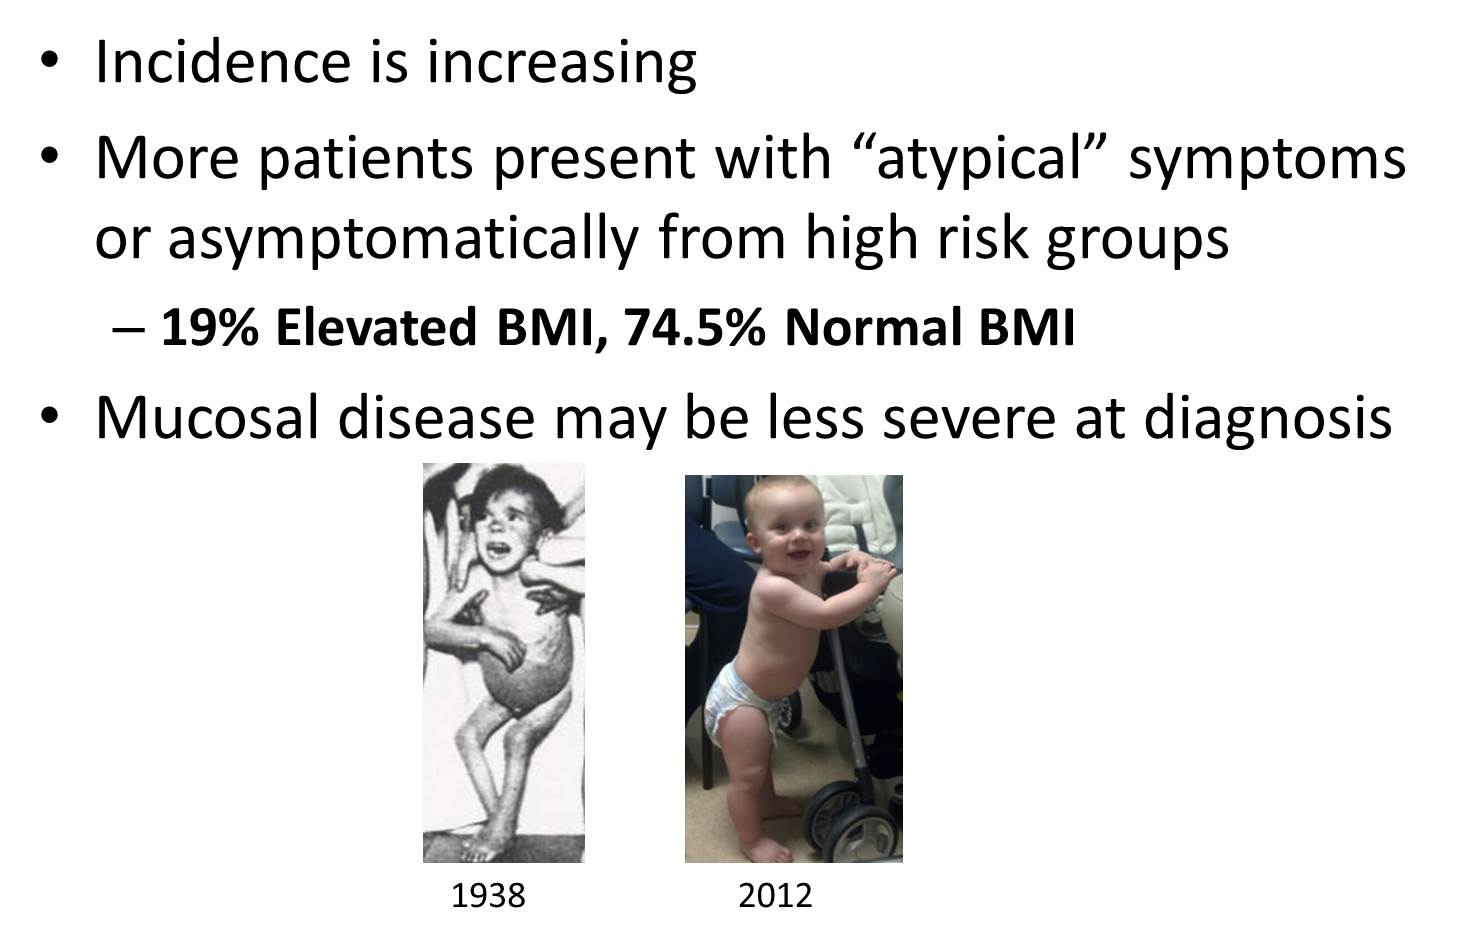 • Incidence is increasing
• More patients present with “atypical” symptoms
or asymptomatically from high risk groups
– 19% Elevated BMI, 74.5% Normal BMI
• Mucosal disease may be less severe at diagnosis
1938
2012